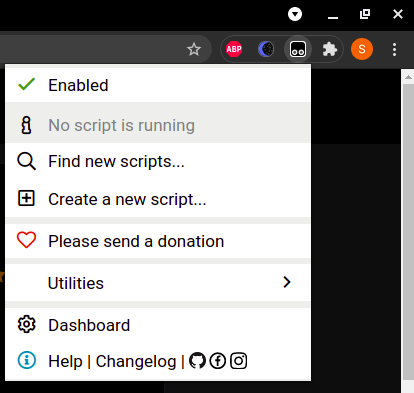 ABP
S
Enabled
No script is running
Find new scripts...
Create a new script...
Please send a donation
Utilities
Dashboard
Help | Changelog |